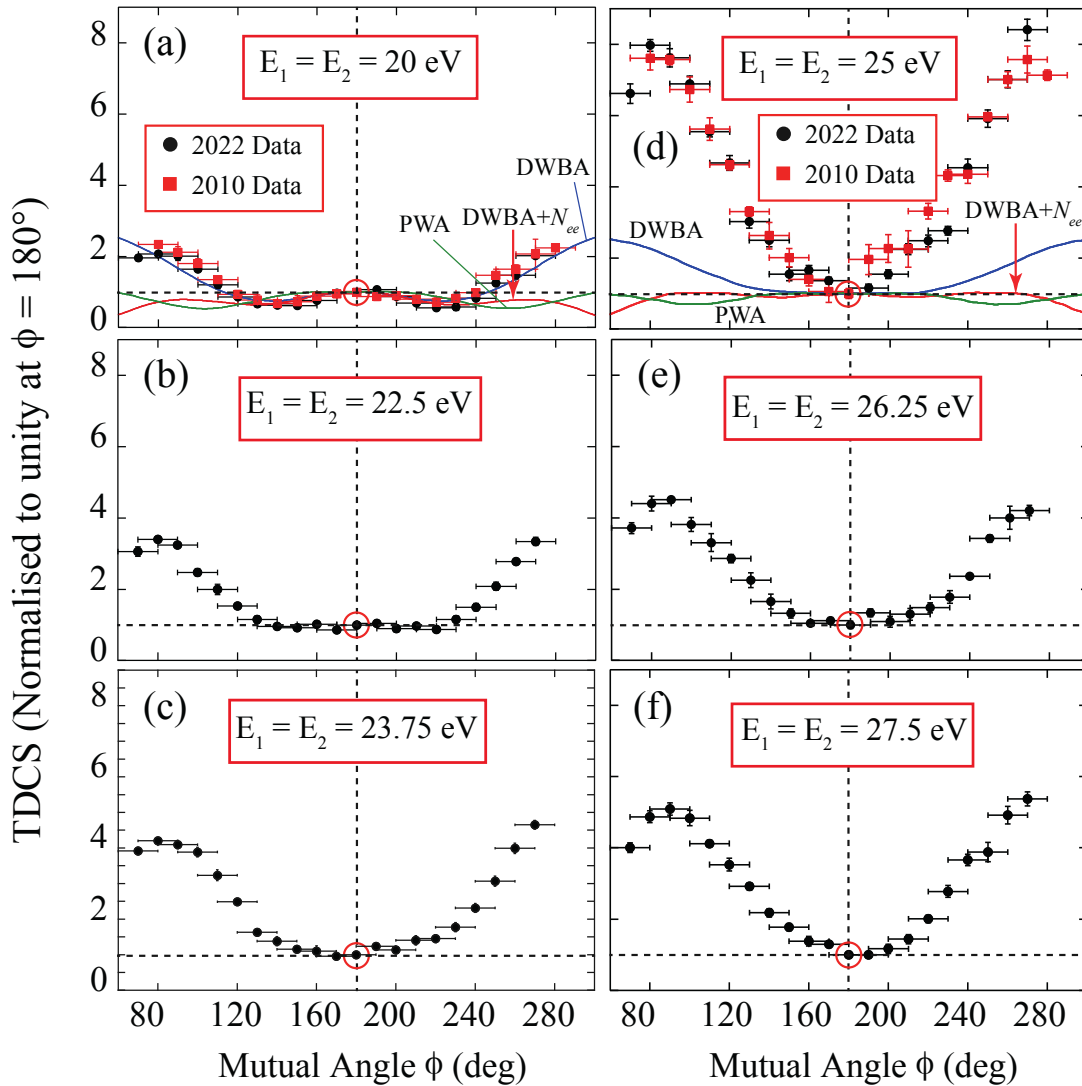 TDCS (Normalised to unity at ϕ = 180°)
(a)
E₁ = E₂ = 20 eV
2022 Data
2010 Data
PWA
DWBA+Nₑₑ
DWBA
8
6
4
2
0
(d)
E₁ = E₂ = 25 eV
2022 Data
2010 Data
DWBA
PWA
DWBA+Nₑₑ
(b)
E₁ = E₂ = 22.5 eV
8
6
4
2
0
(e)
E₁ = E₂ = 26.25 eV
(c)
E₁ = E₂ = 23.75 eV
8
6
4
2
0
(f)
E₁ = E₂ = 27.5 eV
80 120 160 200 240 280
80 120 160 200 240 280
Mutual Angle ϕ (deg)
Mutual Angle ϕ (deg)